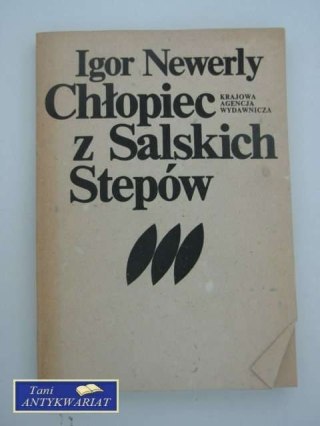 Igor Newerly
Chłopiec
KRAJOWA
AGENCJA
WYDAWNICZA
z Salskich
Stepów
Tani
ANTYKWARIAT